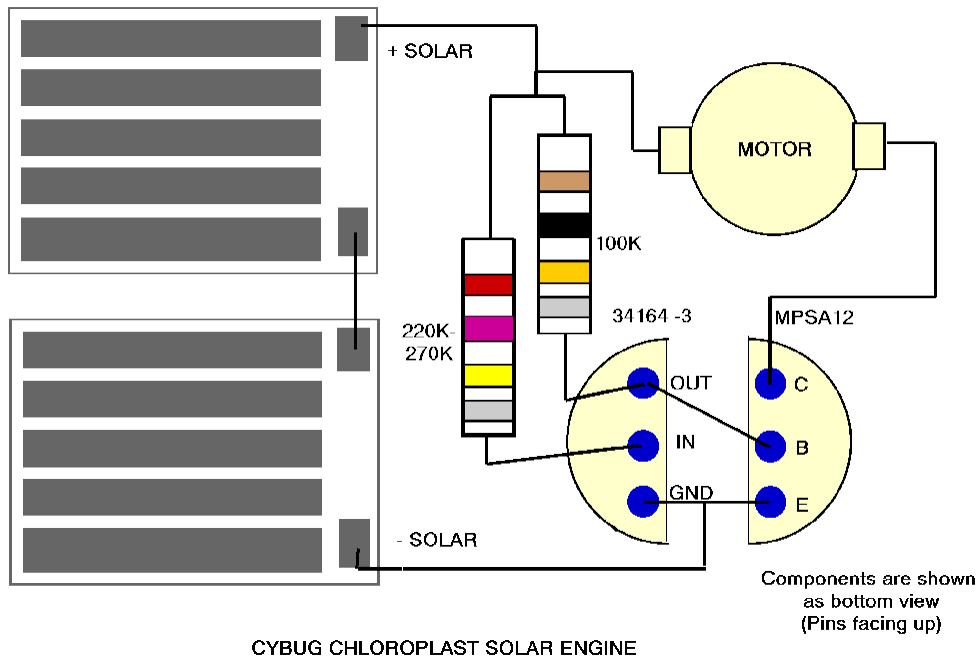 + SOLAR
MOTOR
100K
34164 -3
MPSA12
220K-
270K
OUT
C
IN
B
GND
E
- SOLAR
Components are shown
as bottom view
(Pins facing up)
CYBUG CHLOROPLAST SOLAR ENGINE